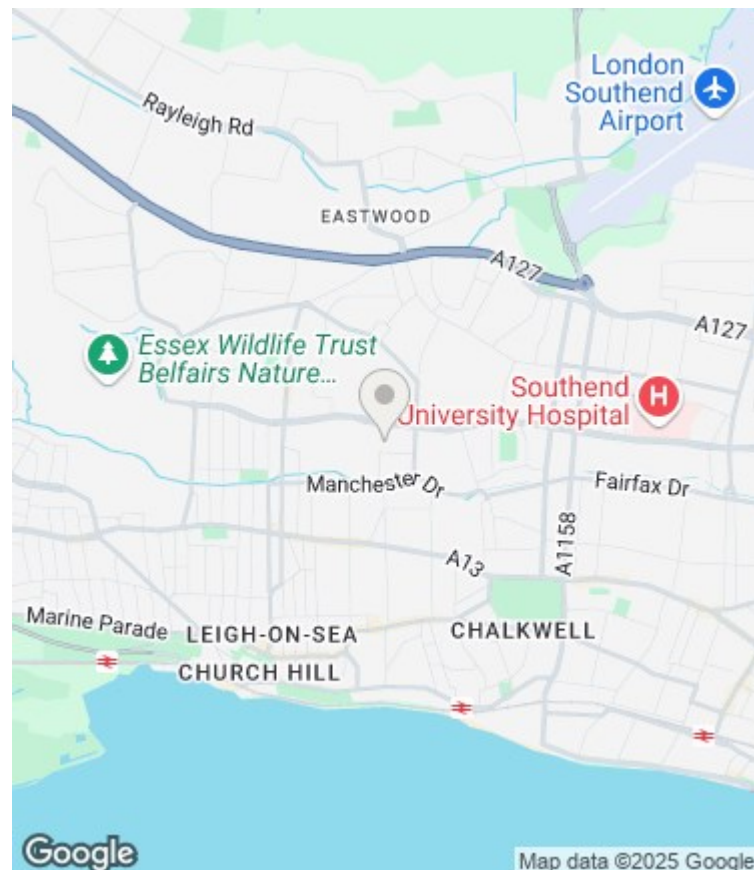 London
Southend
Airport
Rayleigh Rd
EASTWOOD
A127
A127
Essex Wildlife Trust
Belfairs Nature...
Southend
University Hospital
H
Manchester Dr
Fairfax Dr
A1158
A13
Marine Parade
LEIGH-ON-SEA
CHALKWELL
CHURCH HILL
Google
Map data ©2025 Google